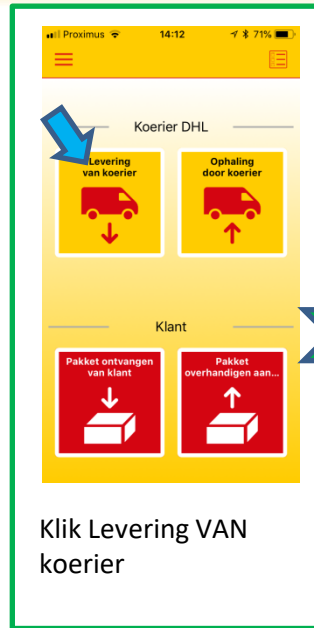 Proximus 14:12 71%
Koerier DHL
Levering
van koerier
Ophaling
door koerier
Klant
Pakket ontvangen
van klant
Pakket
overhandigen aan...
Klik Levering VAN
koerier